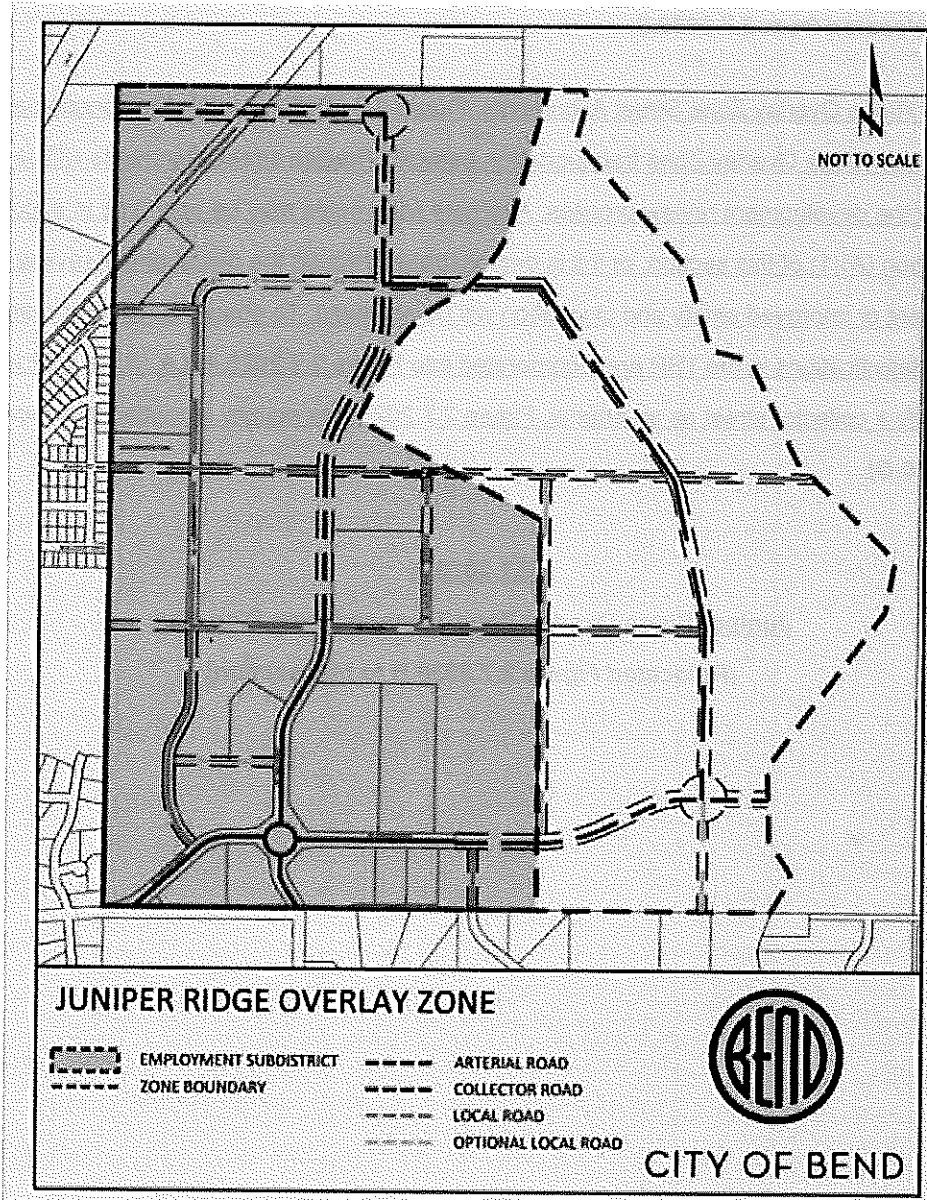 N
NOT TO SCALE
JUNIPER RIDGE OVERLAY ZONE
EMPLOYMENT SUBDISTRICT
ZONE BOUNDARY
ARTERIAL ROAD
COLLECTOR ROAD
LOCAL ROAD
OPTIONAL LOCAL ROAD
BEND
CITY OF BEND